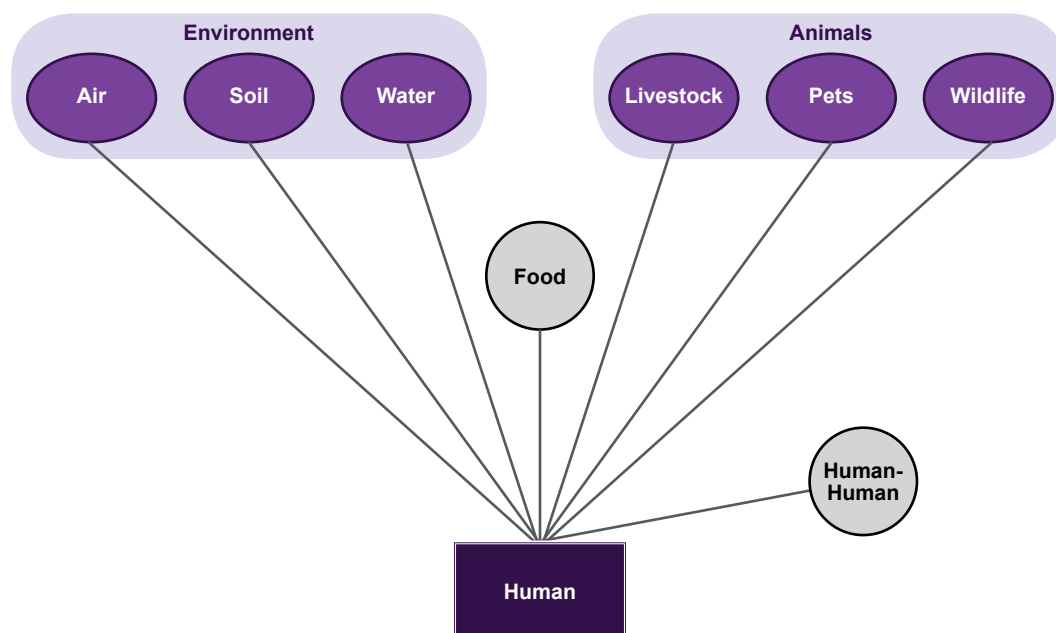 Environment
Animals
Air
Soil
Water
Livestock
Pets
Wildlife
Food
Human-
Human
Human